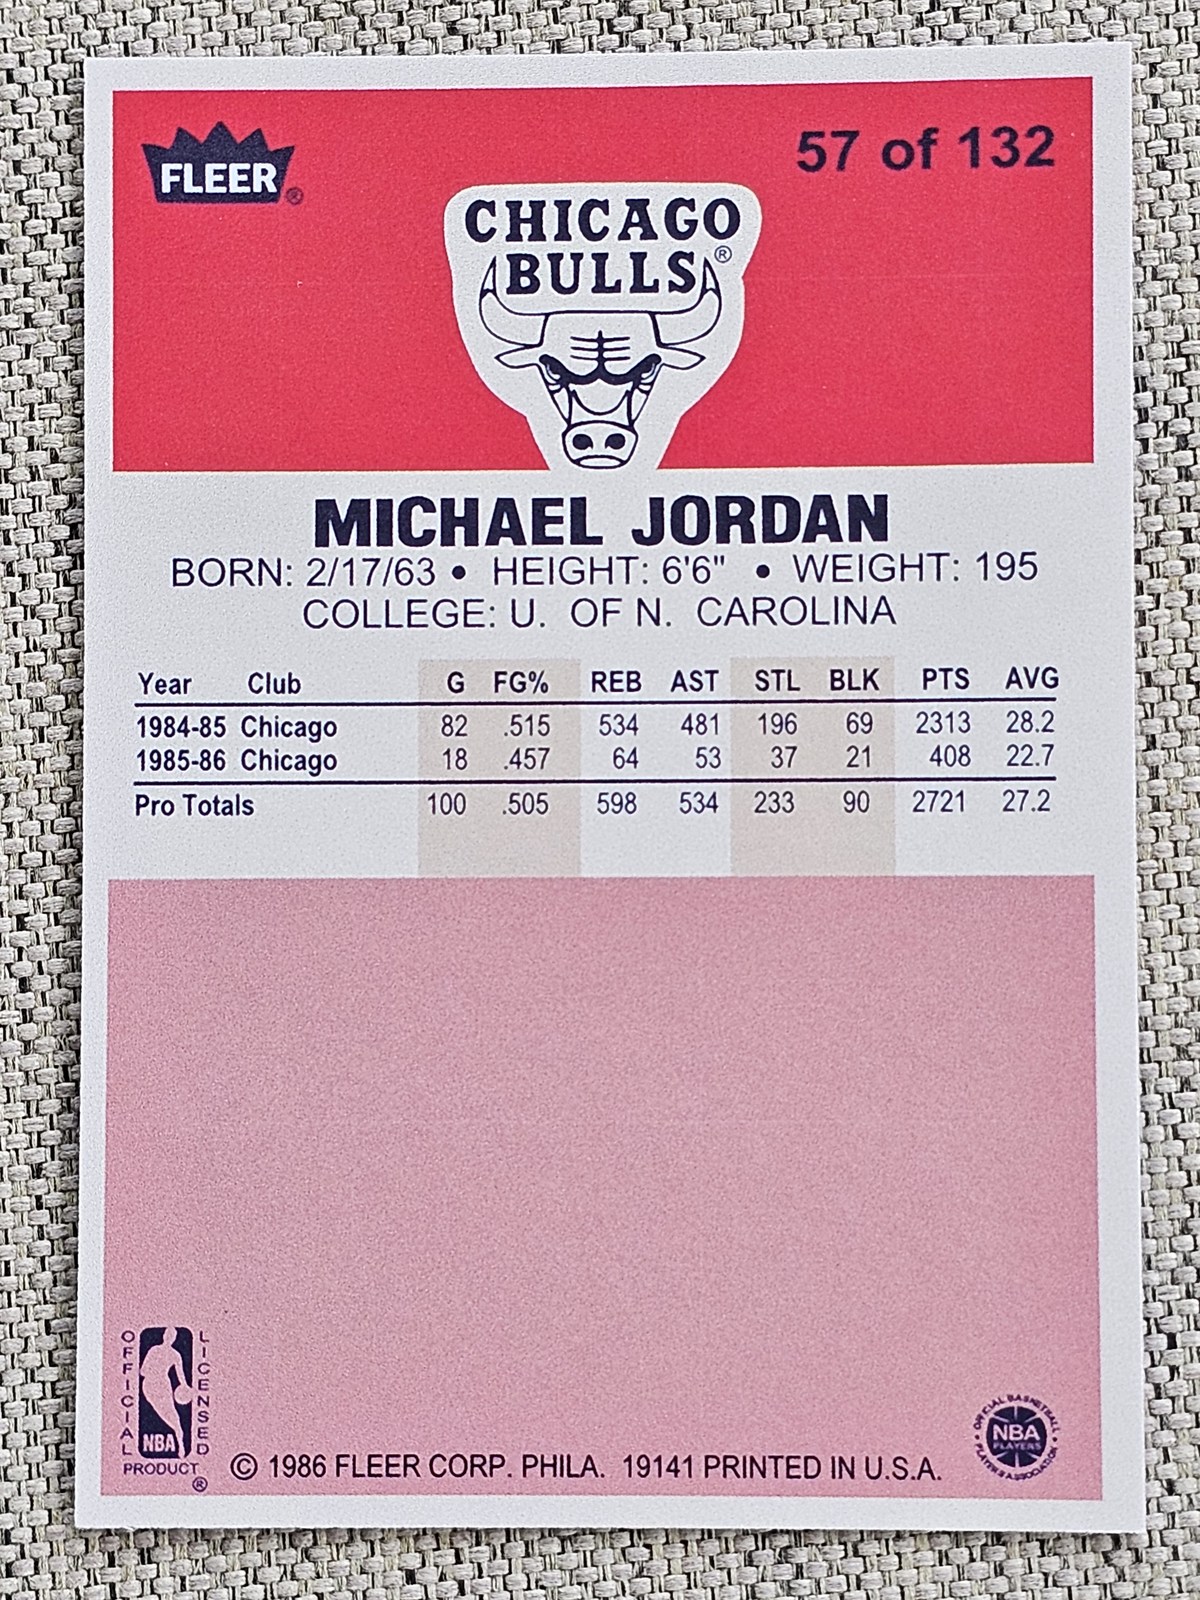 FLEER®
57 of 132
CHICAGO
BULLS®
MICHAEL JORDAN
BORN: 2/17/63 • HEIGHT: 6'6" • WEIGHT: 195
COLLEGE: U. OF N. CAROLINA
Year Club G FG% REB AST STL BLK PTS AVG
1984-85 Chicago 82 .515 534 481 196 69 2313 28.2
1985-86 Chicago 18 .457 64 53 37 21 408 22.7
Pro Totals 100 .505 598 534 233 90 2721 27.2
OFFICIAL
NBA
LICENSED
PRODUCT®
© 1986 FLEER CORP. PHILA. 19141 PRINTED IN U.S.A.
NBA
PLAYERS